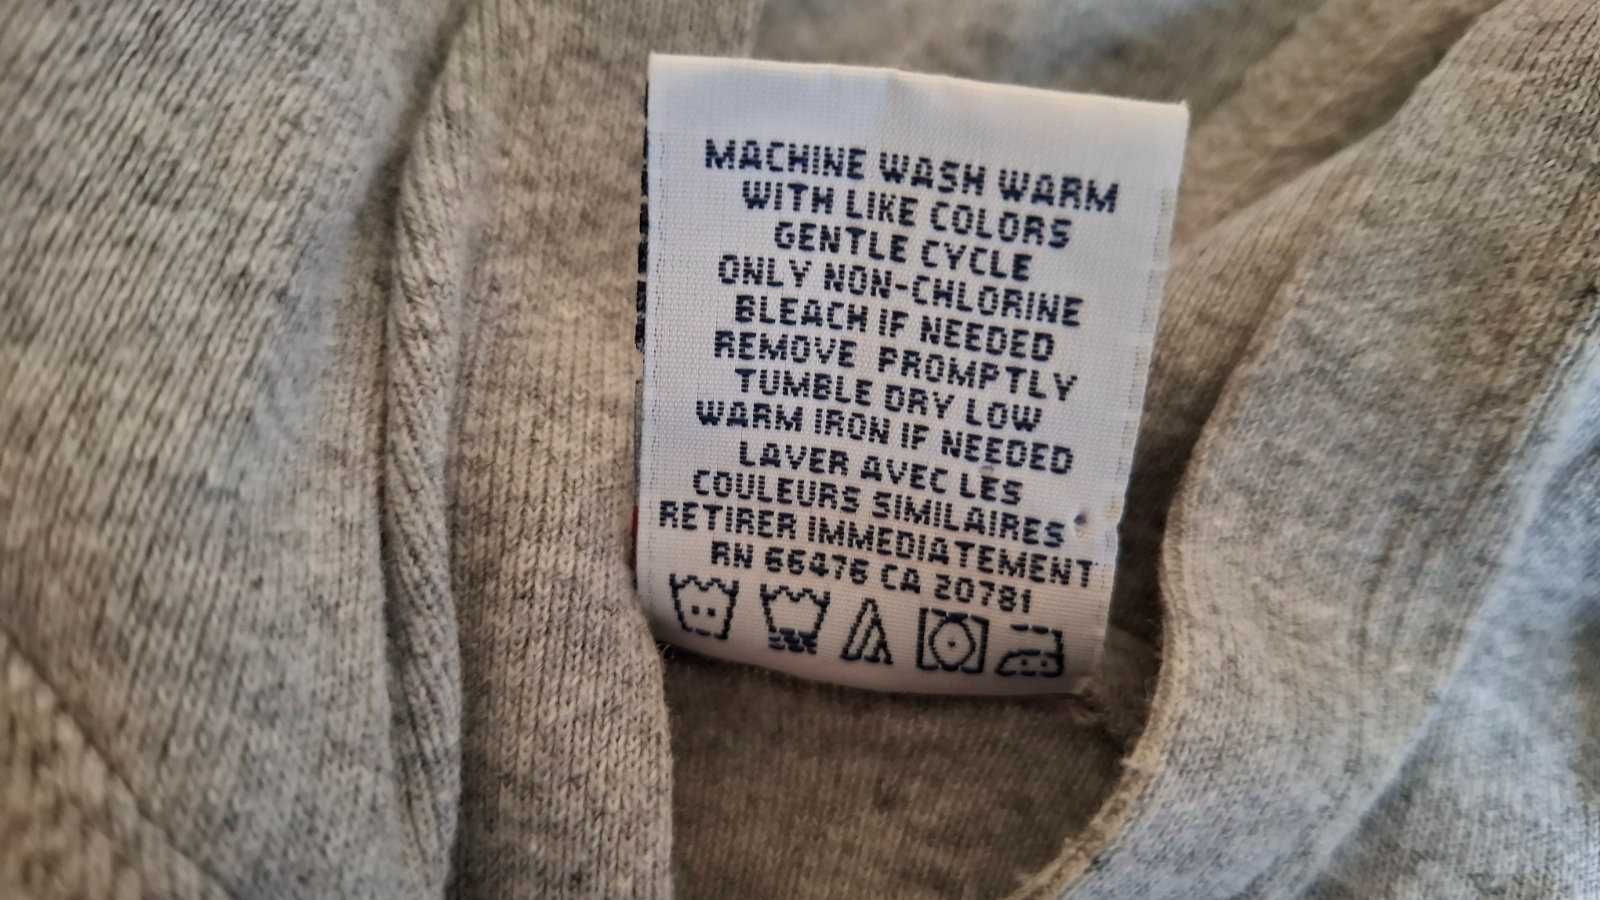 MACHINE WASH WARM
WITH LIKE COLORS
GENTLE CYCLE
ONLY NON-CHLORINE
BLEACH IF NEEDED
REMOVE PROMPTLY
TUMBLE DRY LOW
WARM IRON IF NEEDED
LAVER AVEC LES
COULEURS SIMILAIRES
RETIRER IMMEDIATEMENT
RN 66476 CA 20781